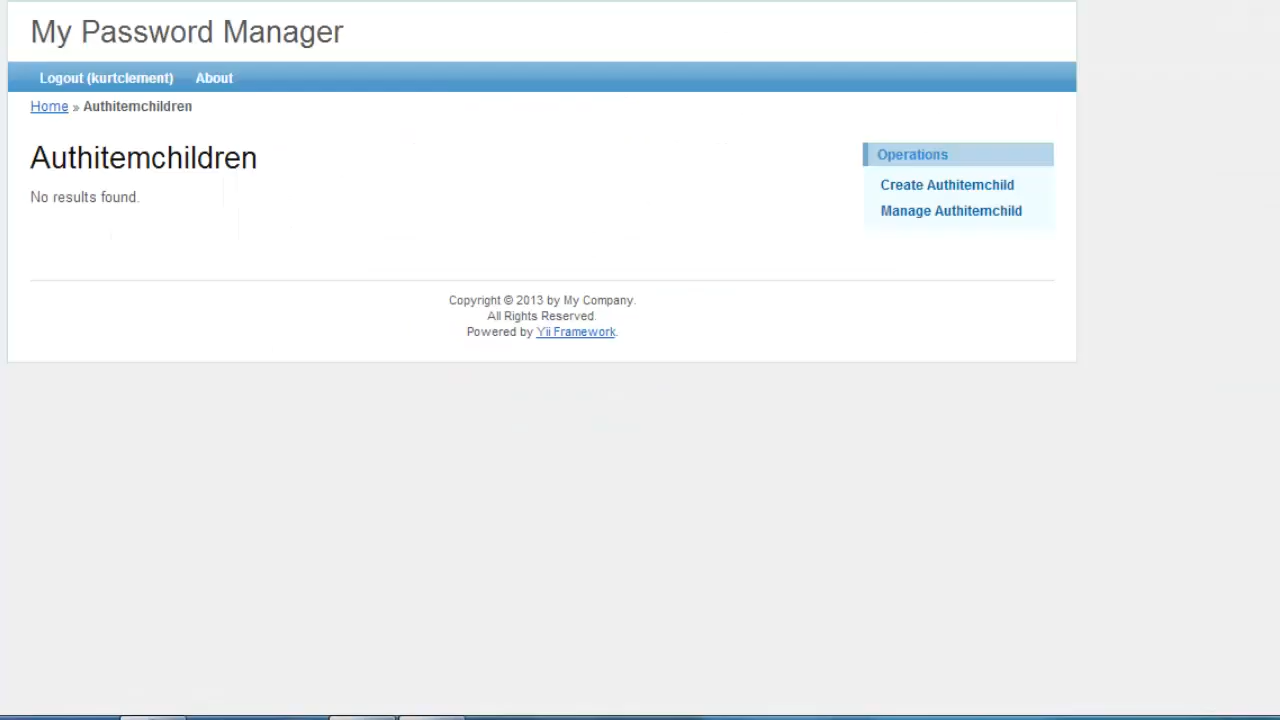 My Password Manager
Logout (kurtclement) About
Home » Authitemchildren
Authitemchildren
No results found.
Operations
Create Authitemchild
Manage Authitemchild
Copyright © 2013 by My Company.
All Rights Reserved.
Powered by Yii Framework.